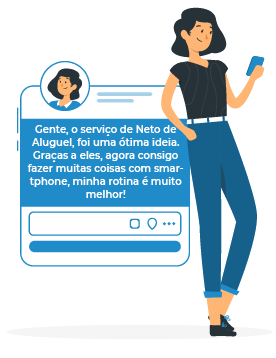 Gente, o serviço de Neto de
Aluguel, foi uma ótima ideia.
Graças a eles, agora consigo
fazer muitas coisas com smar-
tphone, minha rotina é muito
melhor!